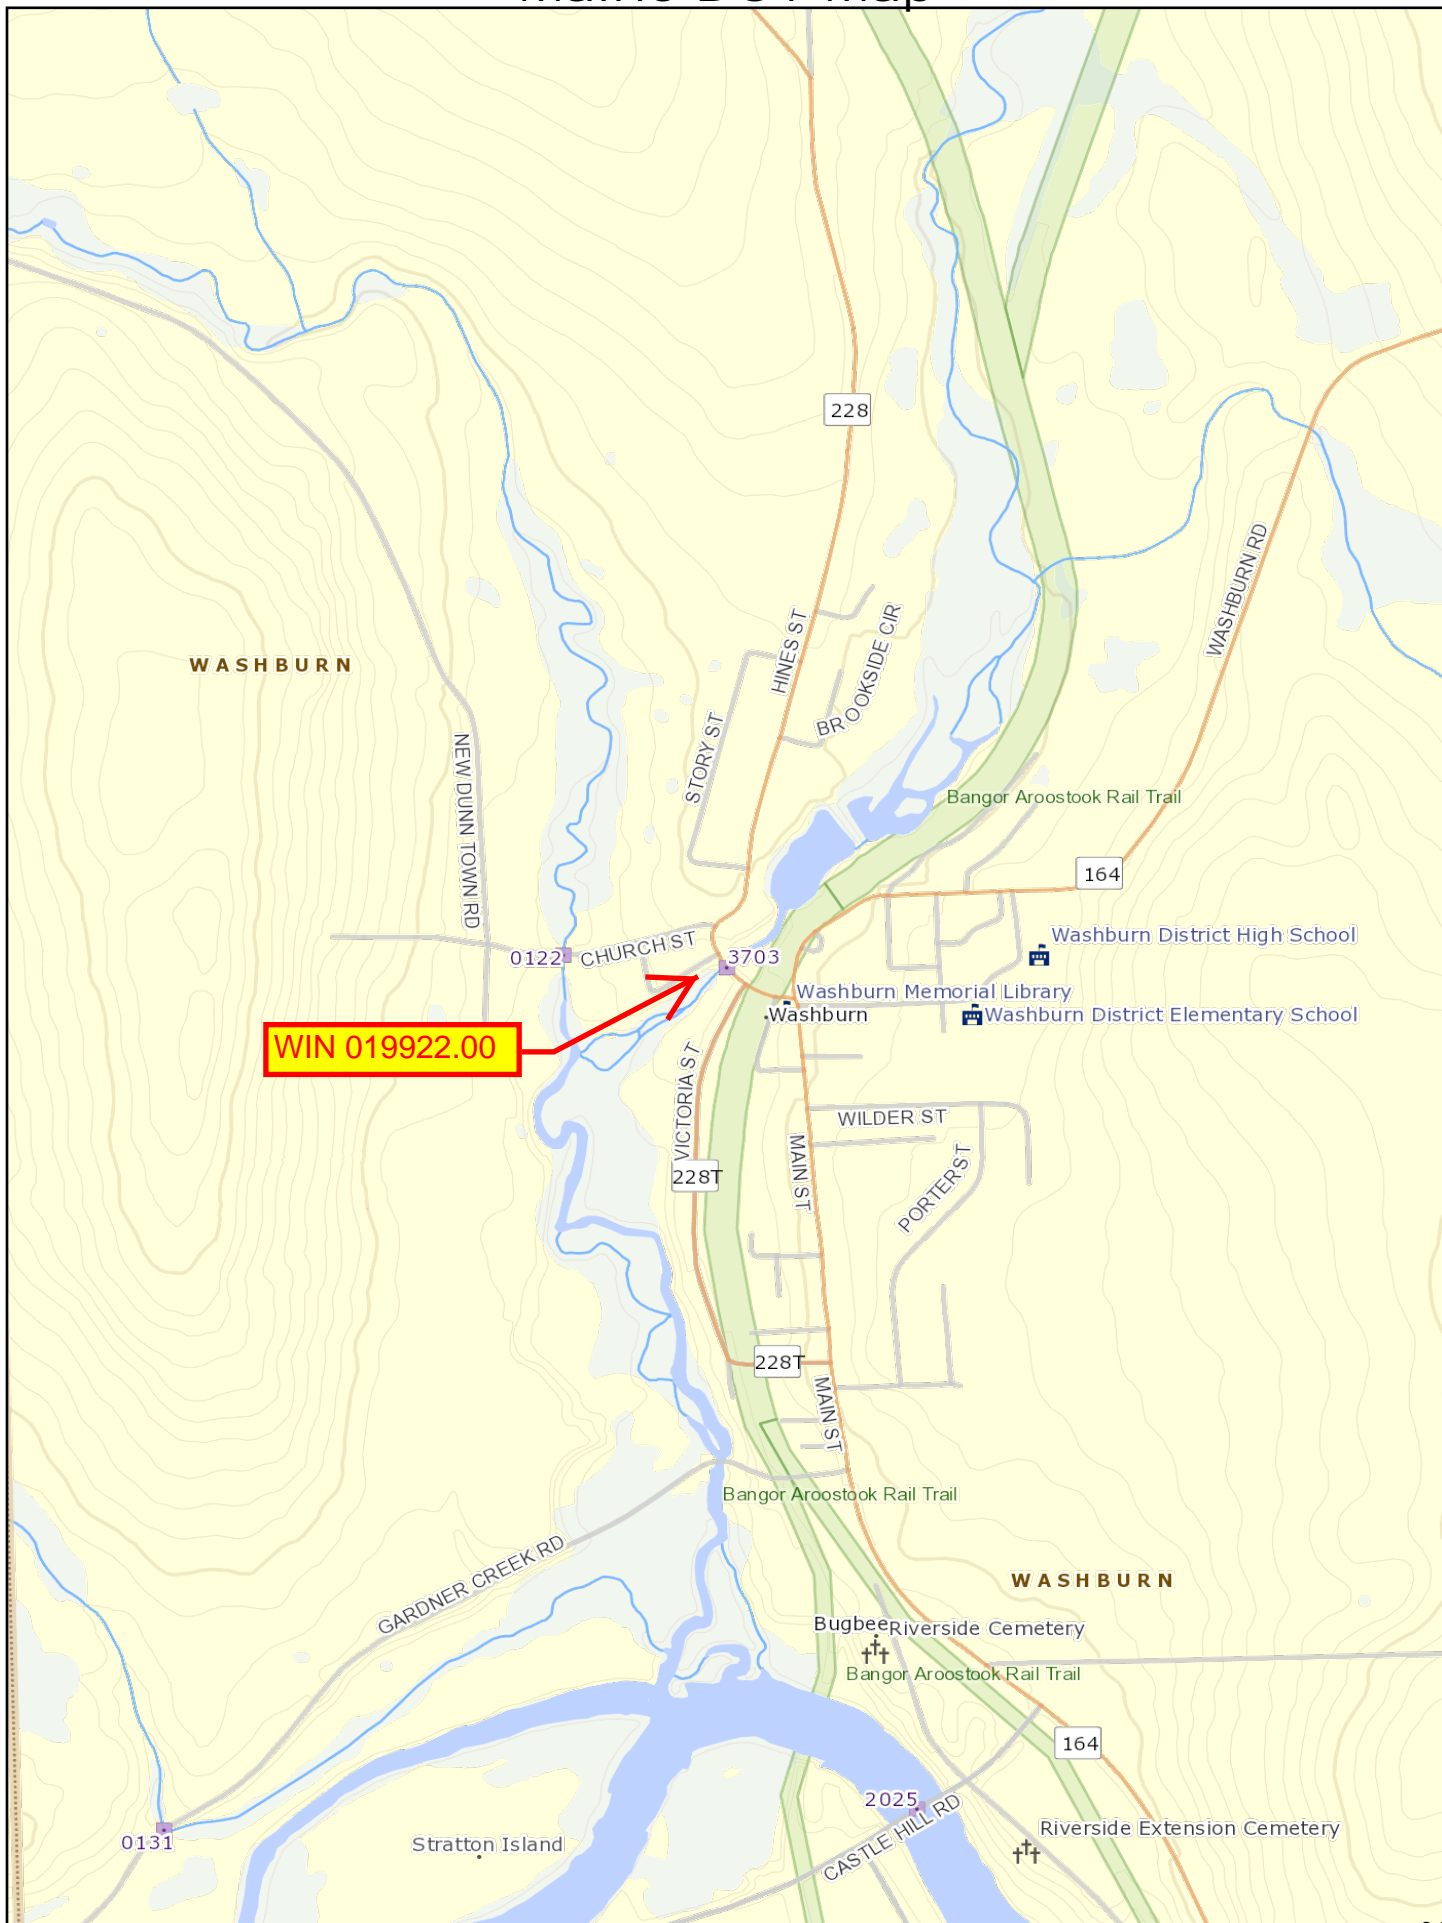 Maine DOT Map
228
WASHBURN RD
HINES ST
BROOKSIDE CIR
WASHBURN
STORY ST
NEW DUNN TOWN RD
Bangor Aroostook Rail Trail
164
CHURCH ST
0122
3703
Washburn District High School
Washburn Memorial Library
Washburn
Washburn District Elementary School
WIN 019922.00
VICTORIA ST
WILDER ST
MAIN ST
PORTER ST
228T
228T
MAIN ST
Bangor Aroostook Rail Trail
GARDNER CREEK RD
WASHBURN
Bugbee
Riverside Cemetery
Bangor Aroostook Rail Trail
164
2025
CASTLE HILL RD
0131
Stratton Island
Riverside Extension Cemetery